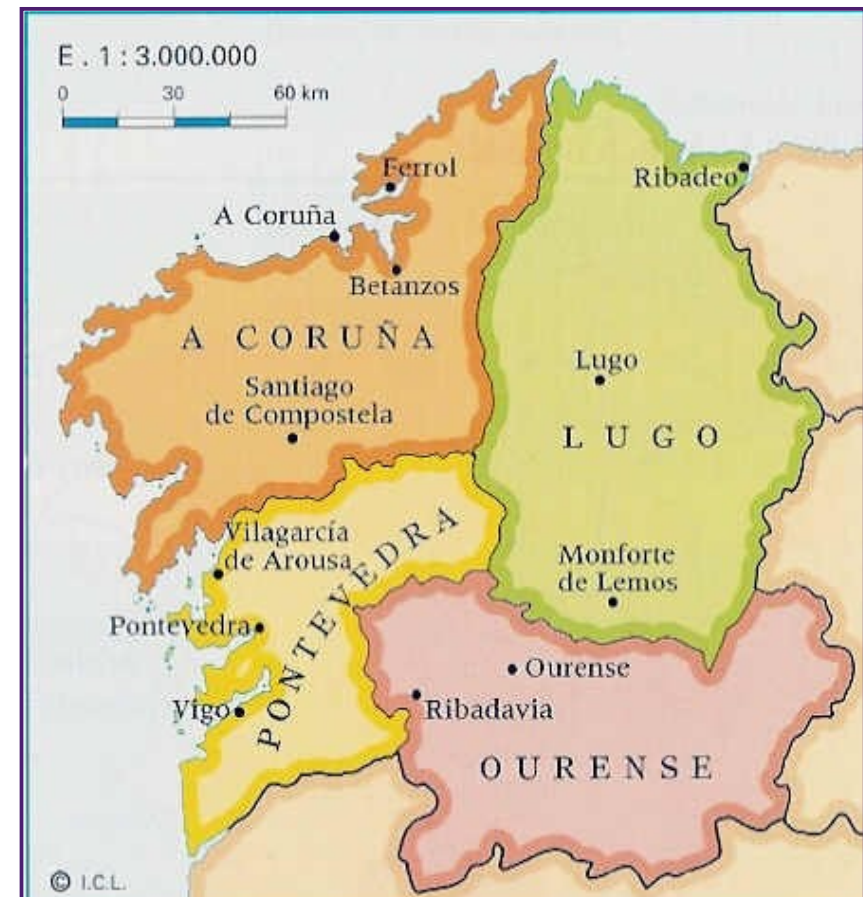 E. 1 : 3.000.000
0 30 60 km
Ferrol
Ribadeo
A Coruña
Betanzos
A CORUÑA
Lugo
Santiago
de Compostela
LUGO
Vilagarcía
de Arousa
PONTEVEDRA
Monforte
de Lemos
Pontevedra
Ourense
Vigo
Ribadavia
OURENSE
© I.C.L.